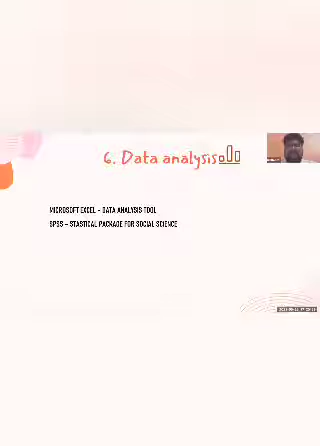 6. Data analysis
MICROSOFT EXCEL - DATA ANALYSIS TOOL
SPSS – STASTICAL PACKAGE FOR SOCIAL SCIENCE